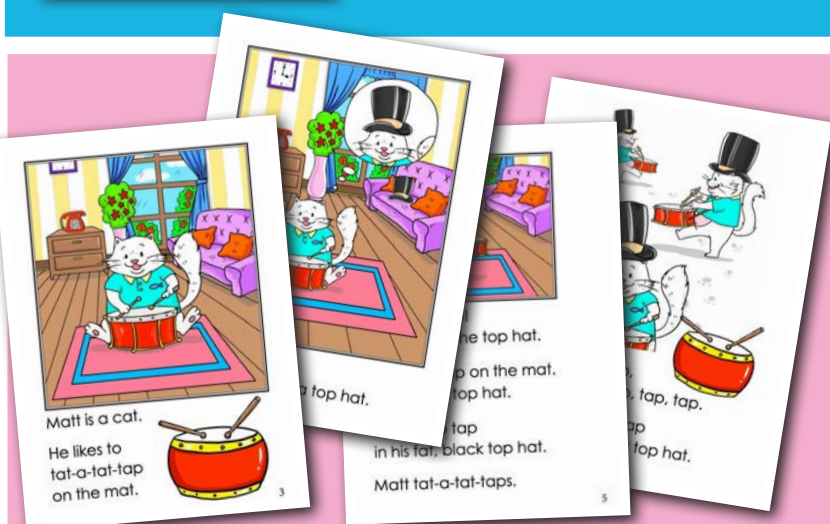 Matt is a cat.
He likes to
tat-a-tat-tap
on the mat.
3
a top hat.
he top hat.
on the mat.
top hat.
tap
in his fat, black top hat.
Matt tat-a-tat-taps.
5
tap, tap.
top hat.